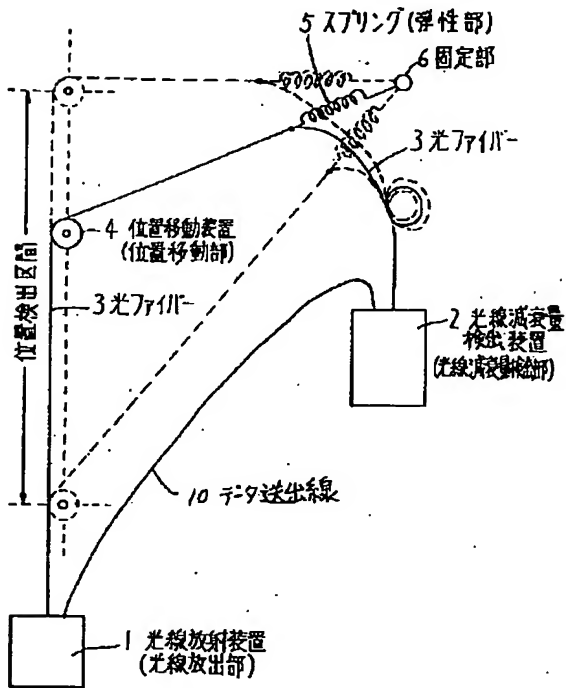 5 スプリング(弾性部)
6 固定部
3 光ファイバー
4 位置移動装置
(位置移動部)
位置検出区間
3 光ファイバー
2 光線減衰量
検出装置
(光線減衰量検出部)
10 データ送出線
1 光線放射装置
(光線放出部)